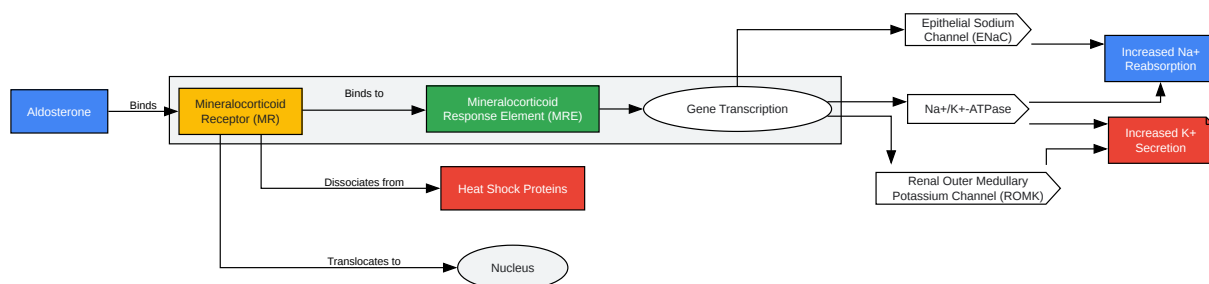 Epithelial Sodium
Channel (ENaC)
Increased Na+
Reabsorption
Aldosterone
Binds
Mineralocorticoid
Receptor (MR)
Binds to
Mineralocorticoid
Response Element (MRE)
Gene Transcription
Na+/K+-ATPase
Increased K+
Secretion
Dissociates from
Heat Shock Proteins
Renal Outer Medullary
Potassium Channel (ROMK)
Translocates to
Nucleus